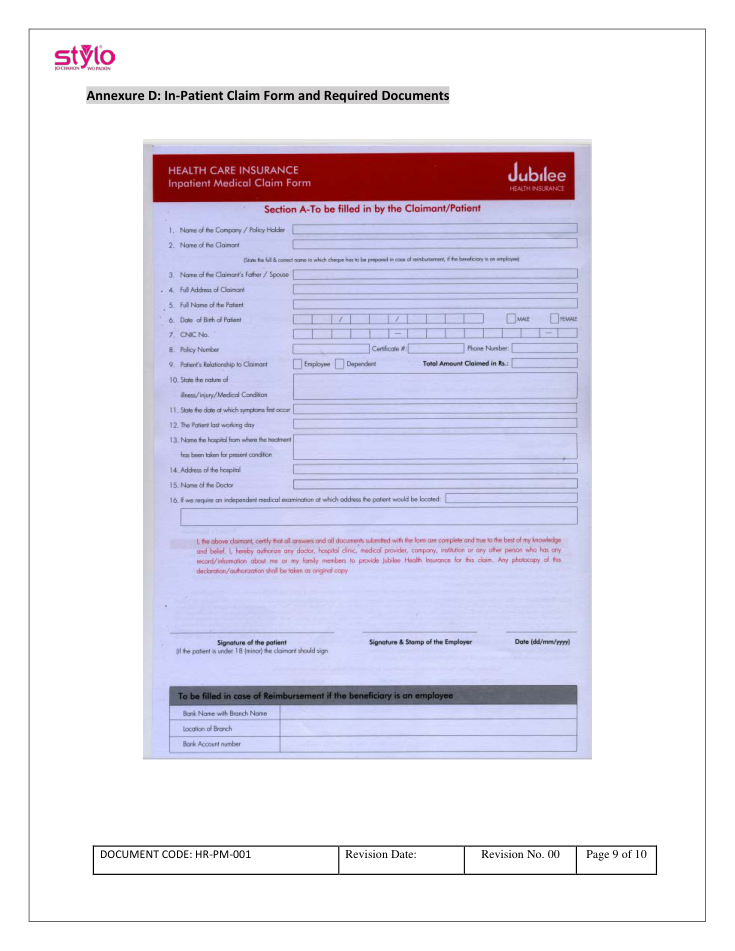 stylo
JO CHAHON WO PAOON
Annexure D: In-Patient Claim Form and Required Documents
HEALTH CARE INSURANCE
Inpatient Medical Claim Form
Jubilee
HEALTH INSURANCE
Section A-To be filled in by the Claimant/Patient
1. Name of the Company / Policy Holder
2. Name of the Claimant
(State the full & correct name in which cheque has to be prepared in case of reimbursement, if the beneficiary is an employee)
3. Name of the Claimant's Father / Spouse
4. Full Address of Claimant
5. Full Name of the Patient
6. Date of Birth of Patient / / MALE FEMALE
7. CNIC No. – –
8. Policy Number Certificate #: Phone Number:
9. Patient's Relationship to Claimant Employee Dependent Total Amount Claimed in Rs.:
10. State the nature of
illness/injury/Medical Condition
11. State the date at which symptoms first occur
12. The Patient last working day
13. Name the hospital from where the treatment
has been taken for present condition
14. Address of the hospital
15. Name of the Doctor
16. If we require an independent medical examination at which address the patient would be located:
I, the above claimant, certify that all answers and all documents submitted with the form are complete and true to the best of my knowledge
and belief. I, hereby authorize any doctor, hospital clinic, medical provider, company, institution or any other person who has any
record/information about me or my family members to provide Jubilee Health Insurance for this claim. Any photocopy of this
declaration/authorization shall be taken as original copy
Signature of the patient Signature & Stamp of the Employer Date (dd/mm/yyyy)
(If the patient is under 18 (minor) the claimant should sign
To be filled in case of Reimbursement if the beneficiary is an employee
Bank Name with Branch Name
Location of Branch
Bank Account number
DOCUMENT CODE: HR-PM-001 Revision Date: Revision No. 00 Page 9 of 10